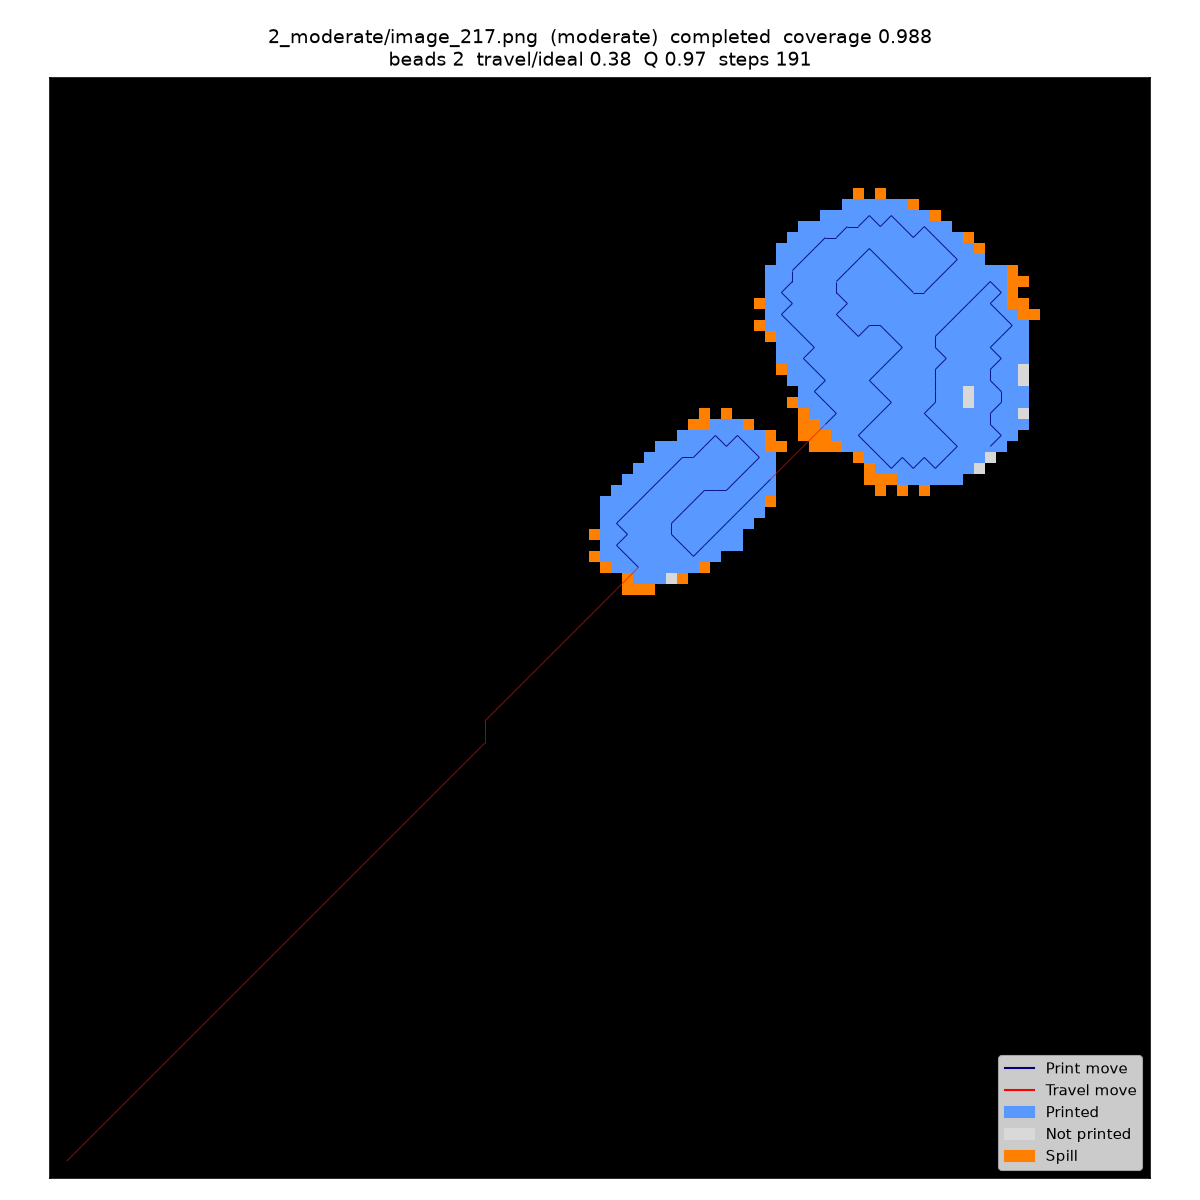 2_moderate/image_217.png  (moderate)  completed  coverage 0.988
beads 2  travel/ideal 0.38  Q 0.97  steps 191
Print move
Travel move
Printed
Not printed
Spill